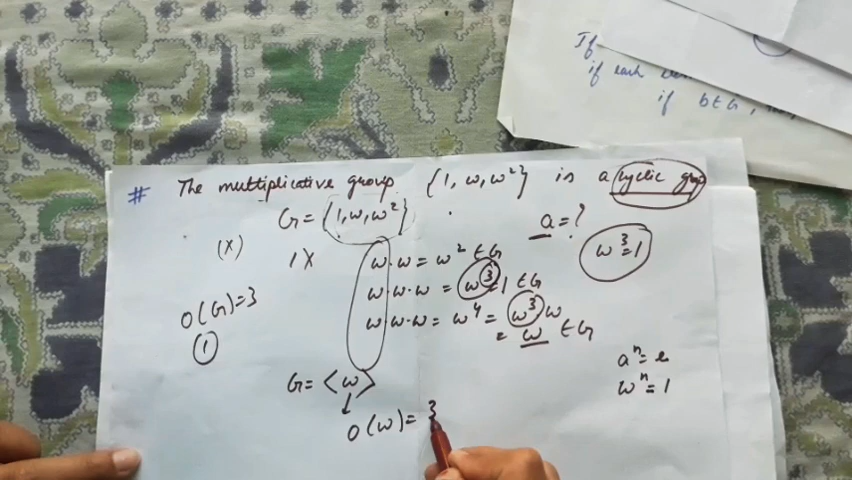 If
if each
if b∈G,
# The multiplicative group {1, ω, ω²} is a cyclic group
G = {1, ω, ω²}
a = ?
(X)
1 X
ω·ω = ω² ∈ G
ω³ = 1
ω·ω·ω = ω³ = 1 ∈ G
O(G) = 3
ω·ω·ω·ω = ω⁴ = ω³ω
= ω ∈ G
1
aⁿ = e
G = <ω>
ωⁿ = 1
O(ω) = 3